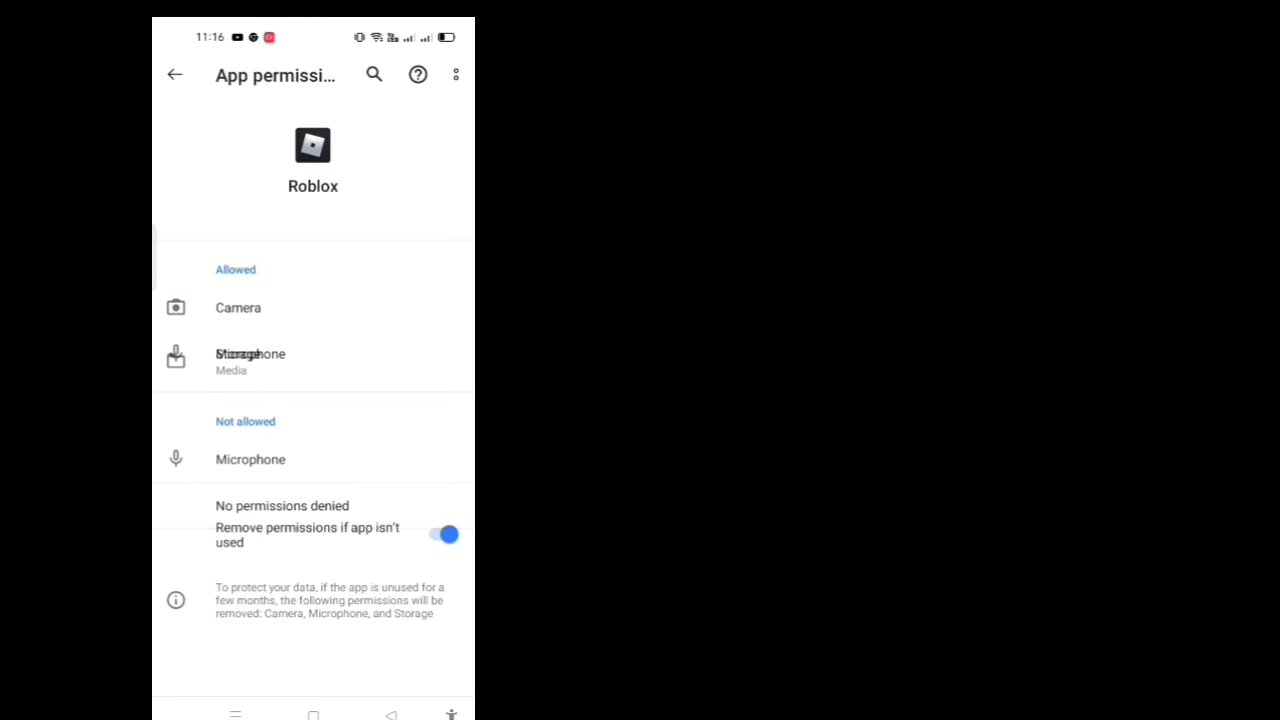 11:16
App permissi...
Roblox
Allowed
Camera
Media
Not allowed
Microphone
No permissions denied
Remove permissions if app isn't
used
To protect your data, if the app is unused for a
few months, the following permissions will be
removed: Camera, Microphone, and Storage